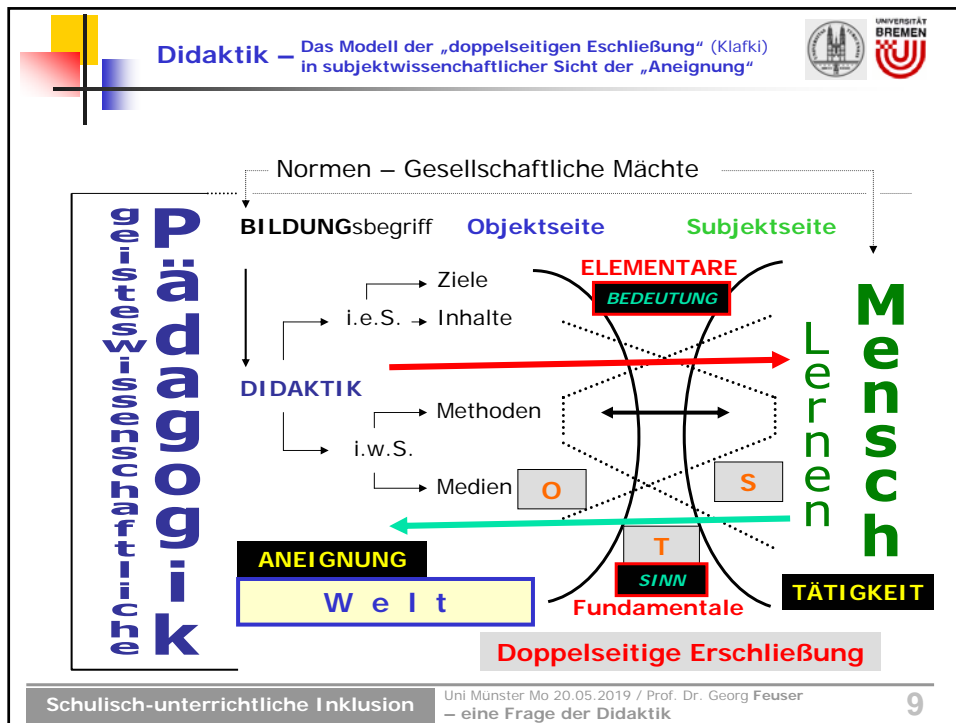 Didaktik – Das Modell der „doppelseitigen Eschließung“ (Klafki)
in subjektwissenchaftlicher Sicht der „Aneignung“
UNIVERSITÄT
BREMEN
Normen – Gesellschaftliche Mächte
geisteswissenschaftliche
Pädagogik
BILDUNGsbegriff
Objektseite
Subjektseite
ELEMENTARE
BEDEUTUNG
Ziele
i.e.S.
Inhalte
DIDAKTIK
Methoden
i.w.S.
Medien
O
S
T
SINN
Fundamentale
Lernen
Mensch
ANEIGNUNG
Welt
TÄTIGKEIT
Doppelseitige Erschließung
Schulisch-unterrichtliche Inklusion
Uni Münster Mo 20.05.2019 / Prof. Dr. Georg Feuser
– eine Frage der Didaktik
9